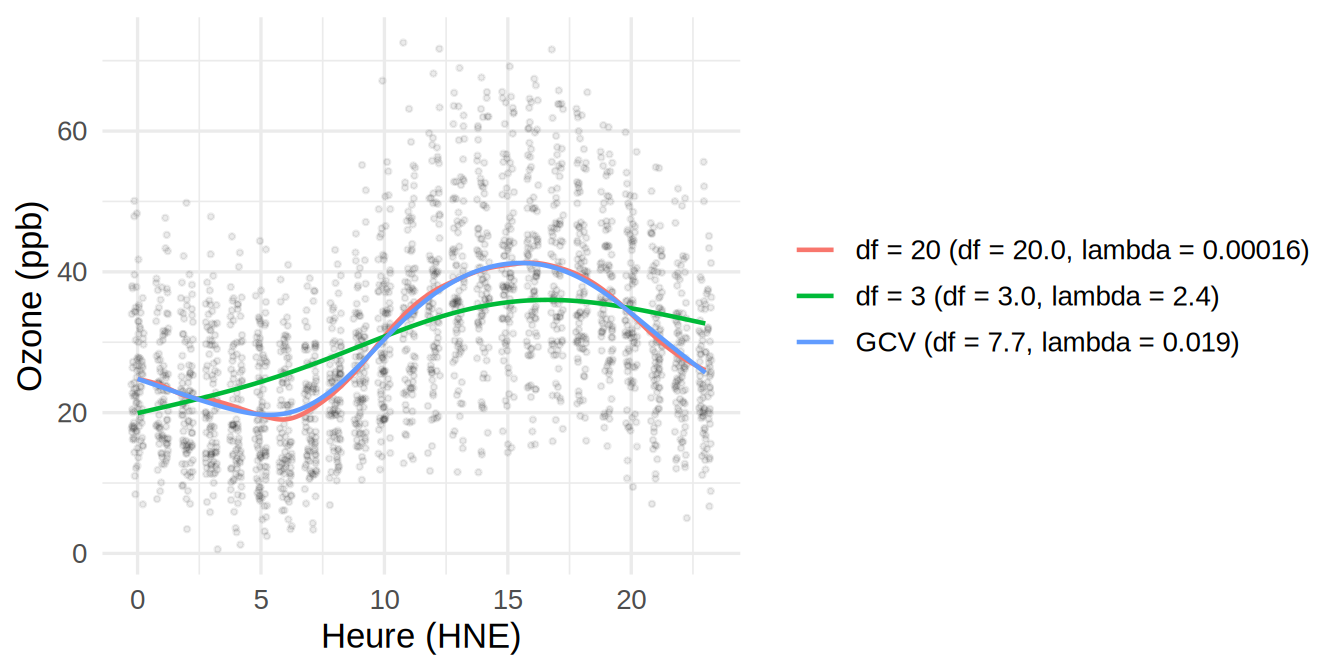 60
40
20
0
Ozone (ppb)
0 5 10 15 20
Heure (HNE)
df = 20 (df = 20.0, lambda = 0.00016)
df = 3 (df = 3.0, lambda = 2.4)
GCV (df = 7.7, lambda = 0.019)